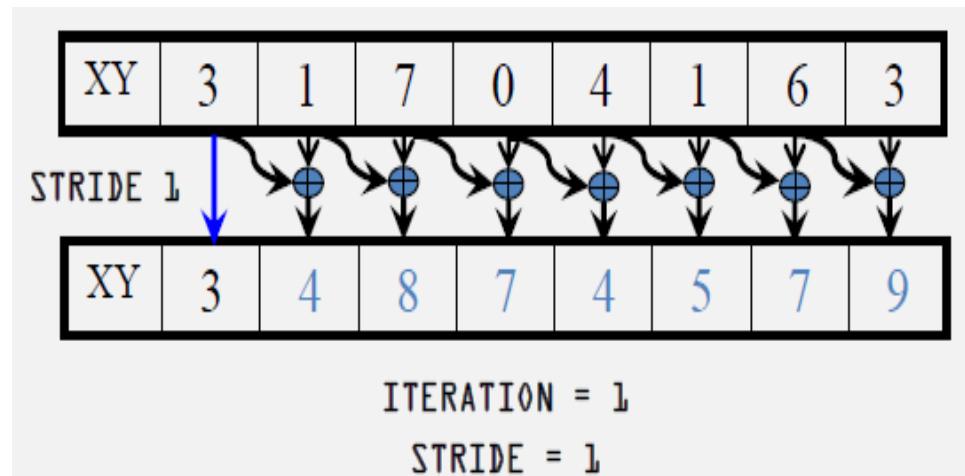 XY 3 1 7 0 4 1 6 3
STRIDE 1
XY 3 4 8 7 4 5 7 9
ITERATION = 1
STRIDE = 1